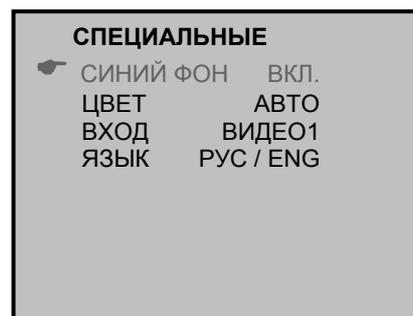 СПЕЦИАЛЬНЫЕ
СИНИЙ ФОН ВКЛ.
ЦВЕТ АВТО
ВХОД ВИДЕО1
ЯЗЫК РУС / ENG